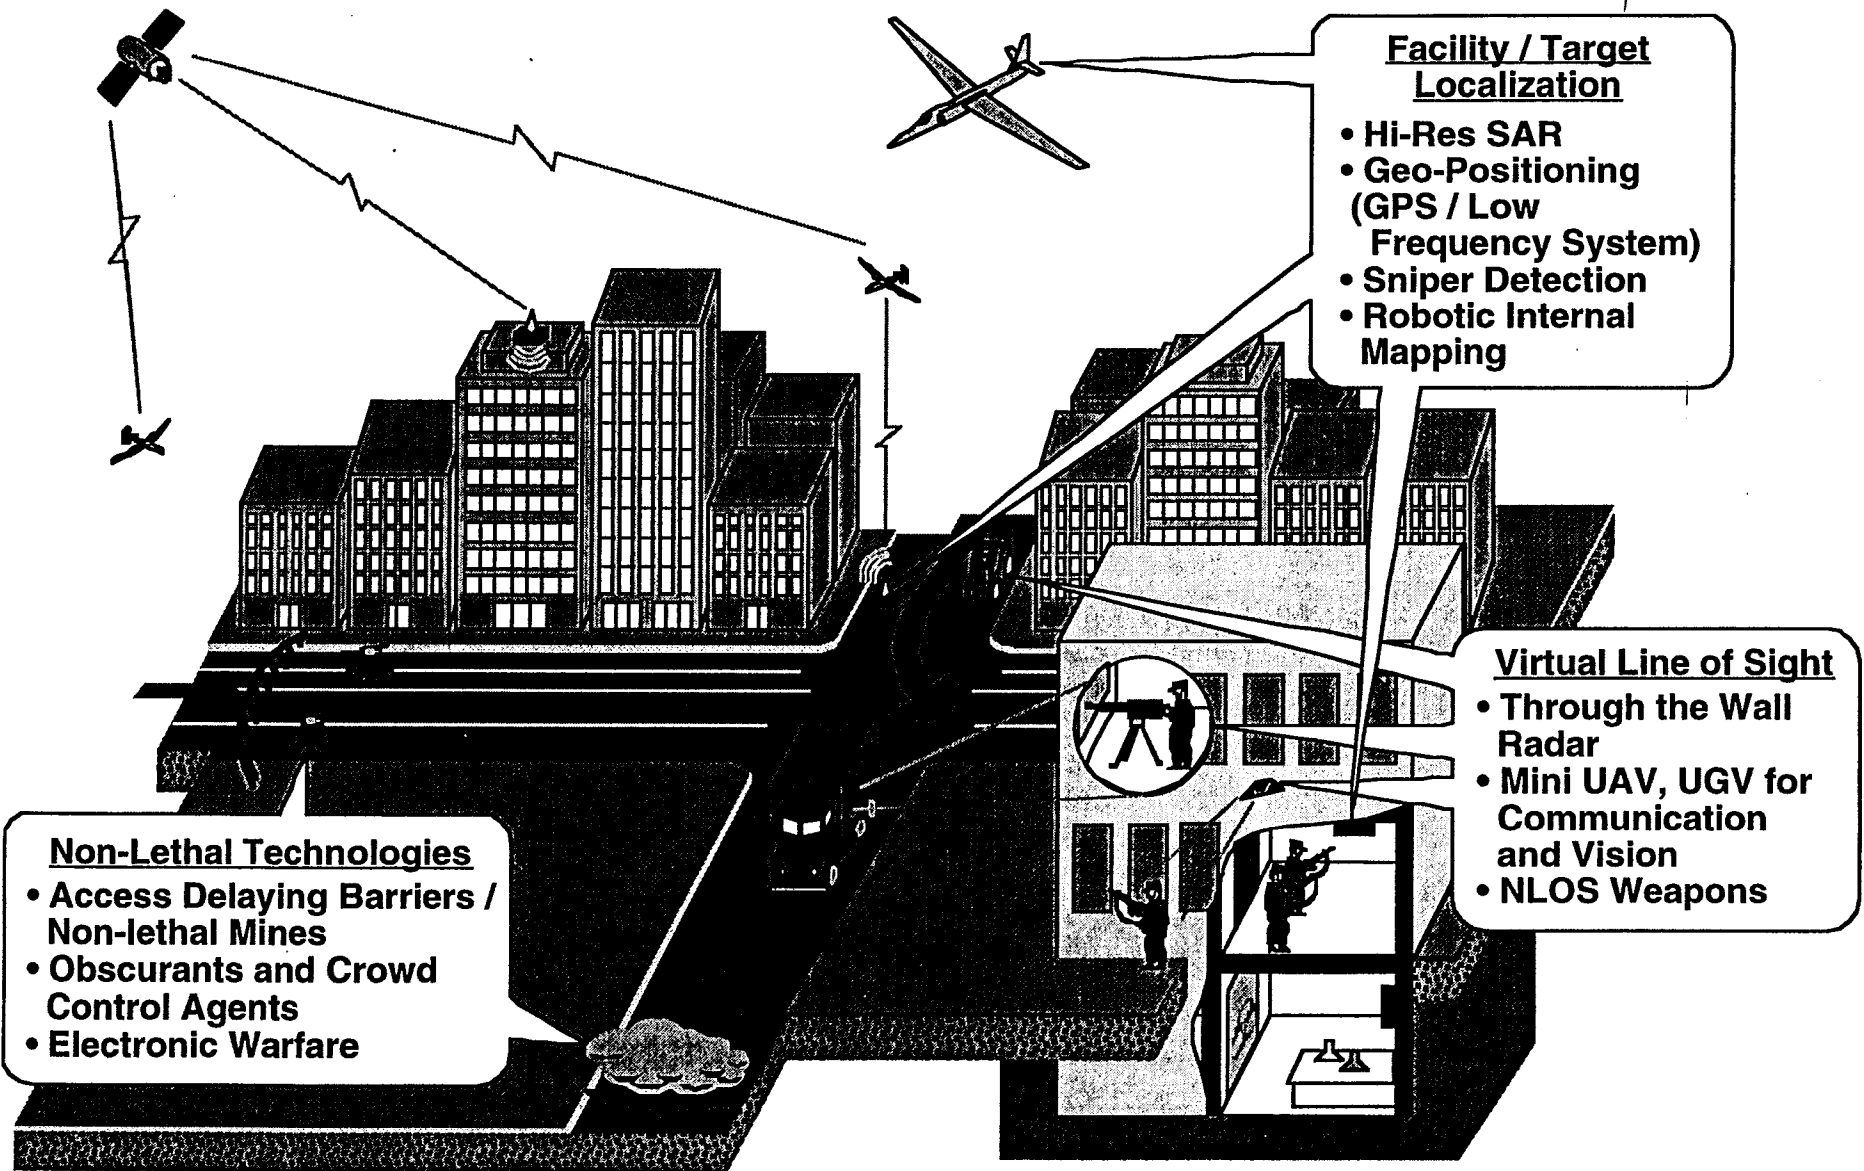 Facility / Target
Localization
• Hi-Res SAR
• Geo-Positioning
(GPS / Low
Frequency System)
• Sniper Detection
• Robotic Internal
Mapping
Virtual Line of Sight
• Through the Wall
Radar
• Mini UAV, UGV for
Communication
and Vision
• NLOS Weapons
Non-Lethal Technologies
• Access Delaying Barriers /
Non-lethal Mines
• Obscurants and Crowd
Control Agents
• Electronic Warfare